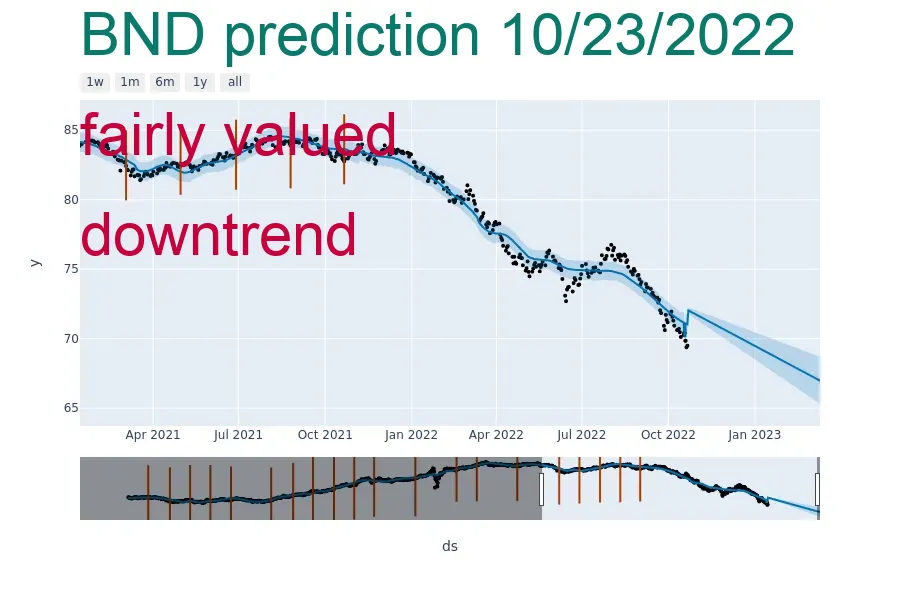 BND prediction 10/23/2022
1w 1m 6m 1y all
fairly valued
downtrend
85
80
75
70
65
y
Apr 2021 Jul 2021 Oct 2021 Jan 2022 Apr 2022 Jul 2022 Oct 2022 Jan 2023
ds